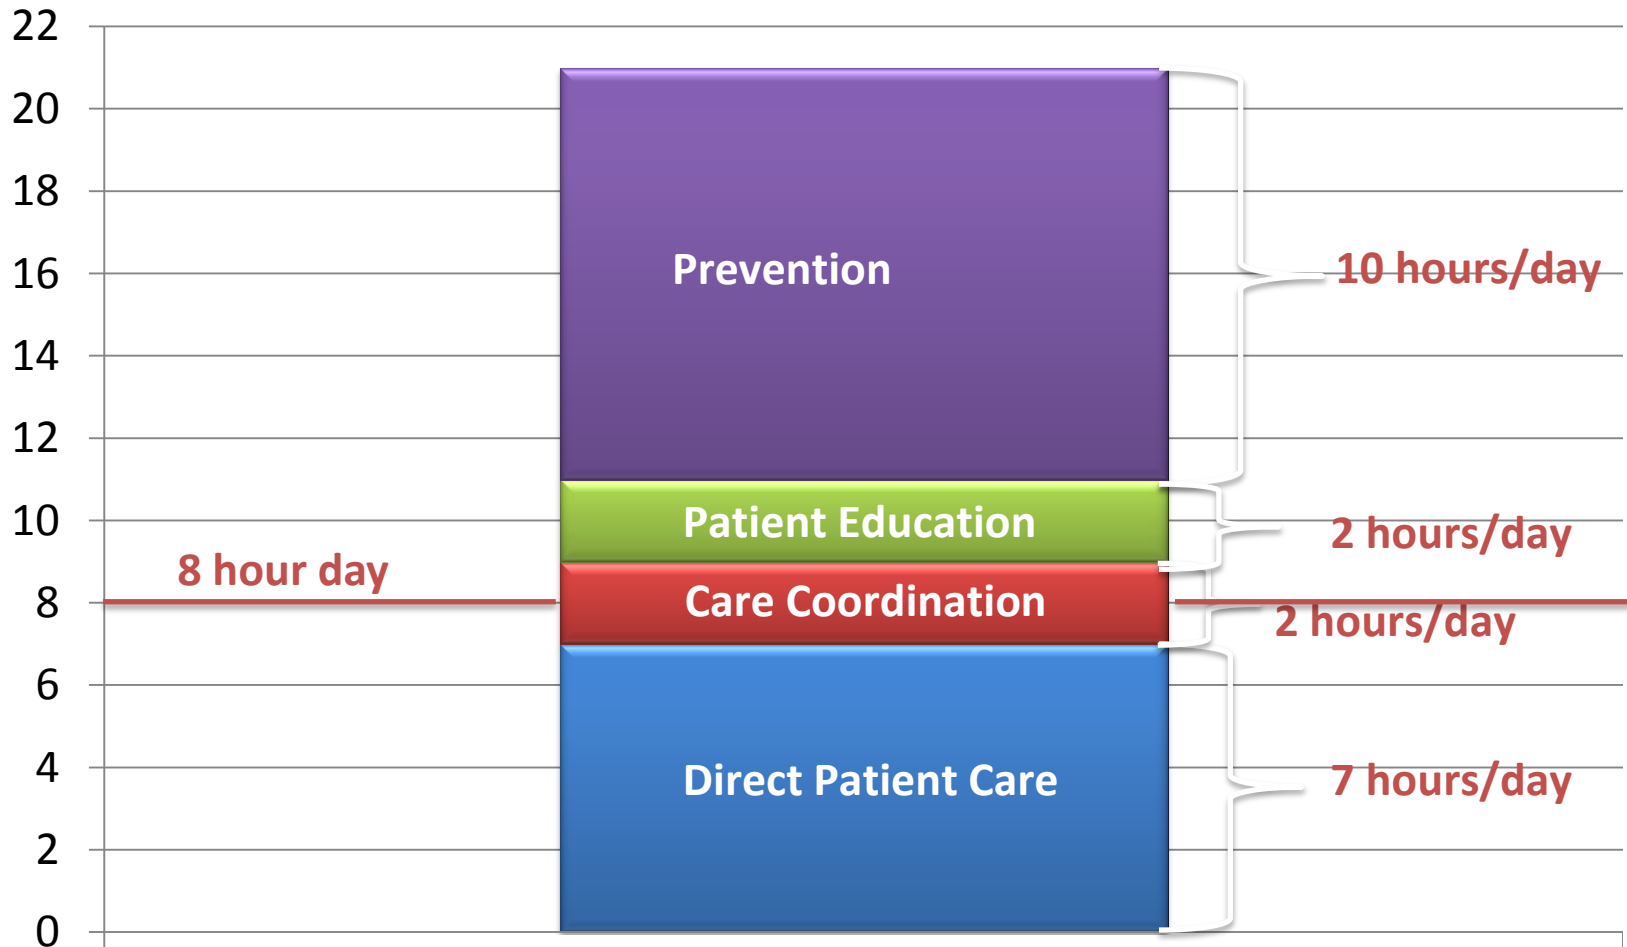 22
20
18
16
14
12
10
8
6
4
2
0
Prevention
10 hours/day
Patient Education
2 hours/day
8 hour day
Care Coordination
2 hours/day
Direct Patient Care
7 hours/day